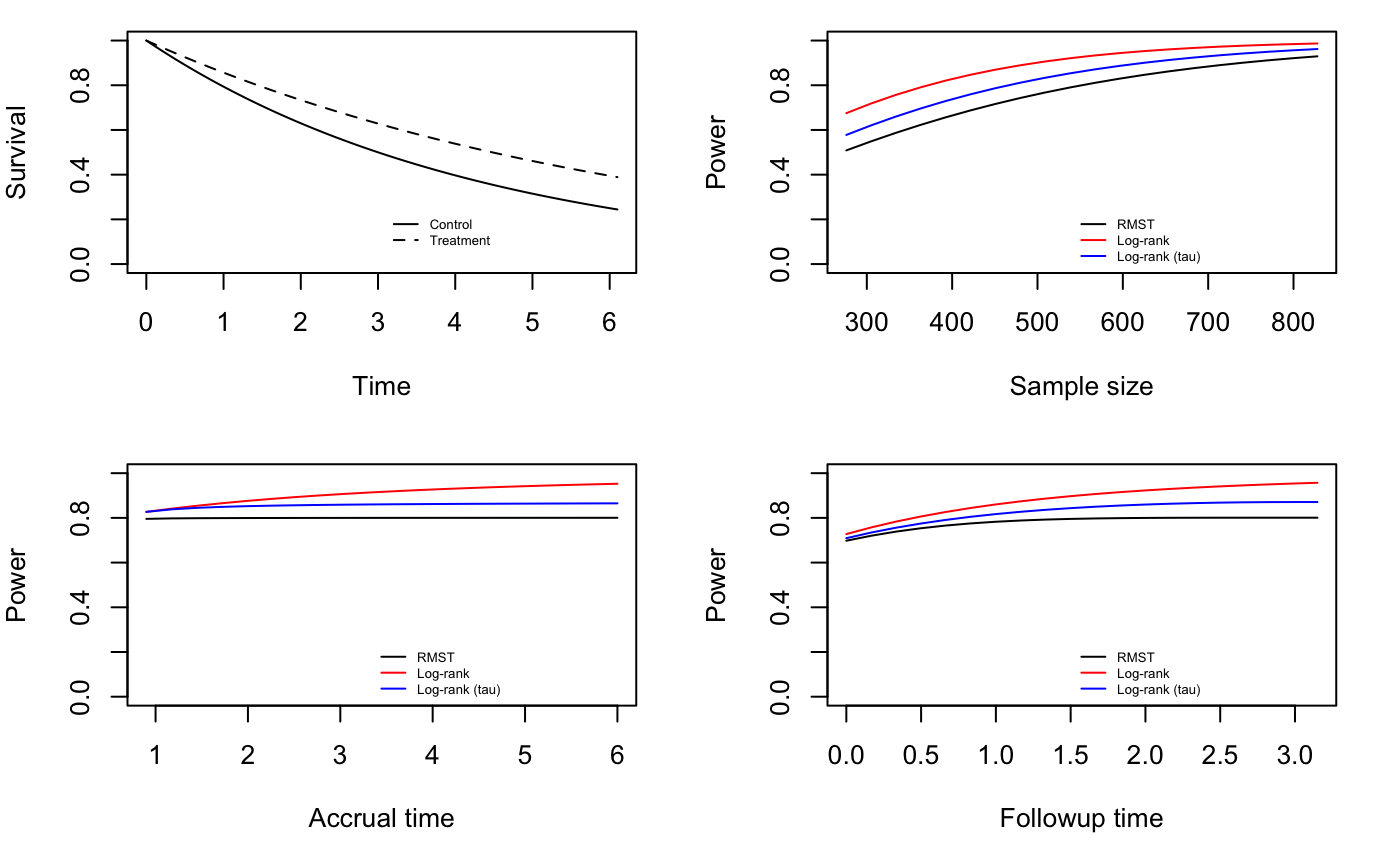 Survival
0.0 0.4 0.8
Control
Treatment
0 1 2 3 4 5 6
Time
Power
0.0 0.4 0.8
RMST
Log-rank
Log-rank (tau)
300 400 500 600 700 800
Sample size
Power
0.0 0.4 0.8
RMST
Log-rank
Log-rank (tau)
1 2 3 4 5 6
Accrual time
Power
0.0 0.4 0.8
RMST
Log-rank
Log-rank (tau)
0.0 0.5 1.0 1.5 2.0 2.5 3.0
Followup time